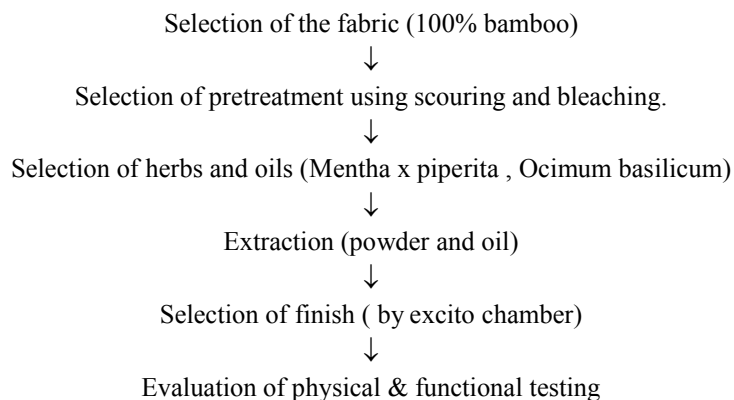 Selection of the fabric (100% bamboo)
↓
Selection of pretreatment using scouring and bleaching.
↓
Selection of herbs and oils (Mentha x piperita , Ocimum basilicum)
↓
Extraction (powder and oil)
↓
Selection of finish ( by excito chamber)
↓
Evaluation of physical & functional testing